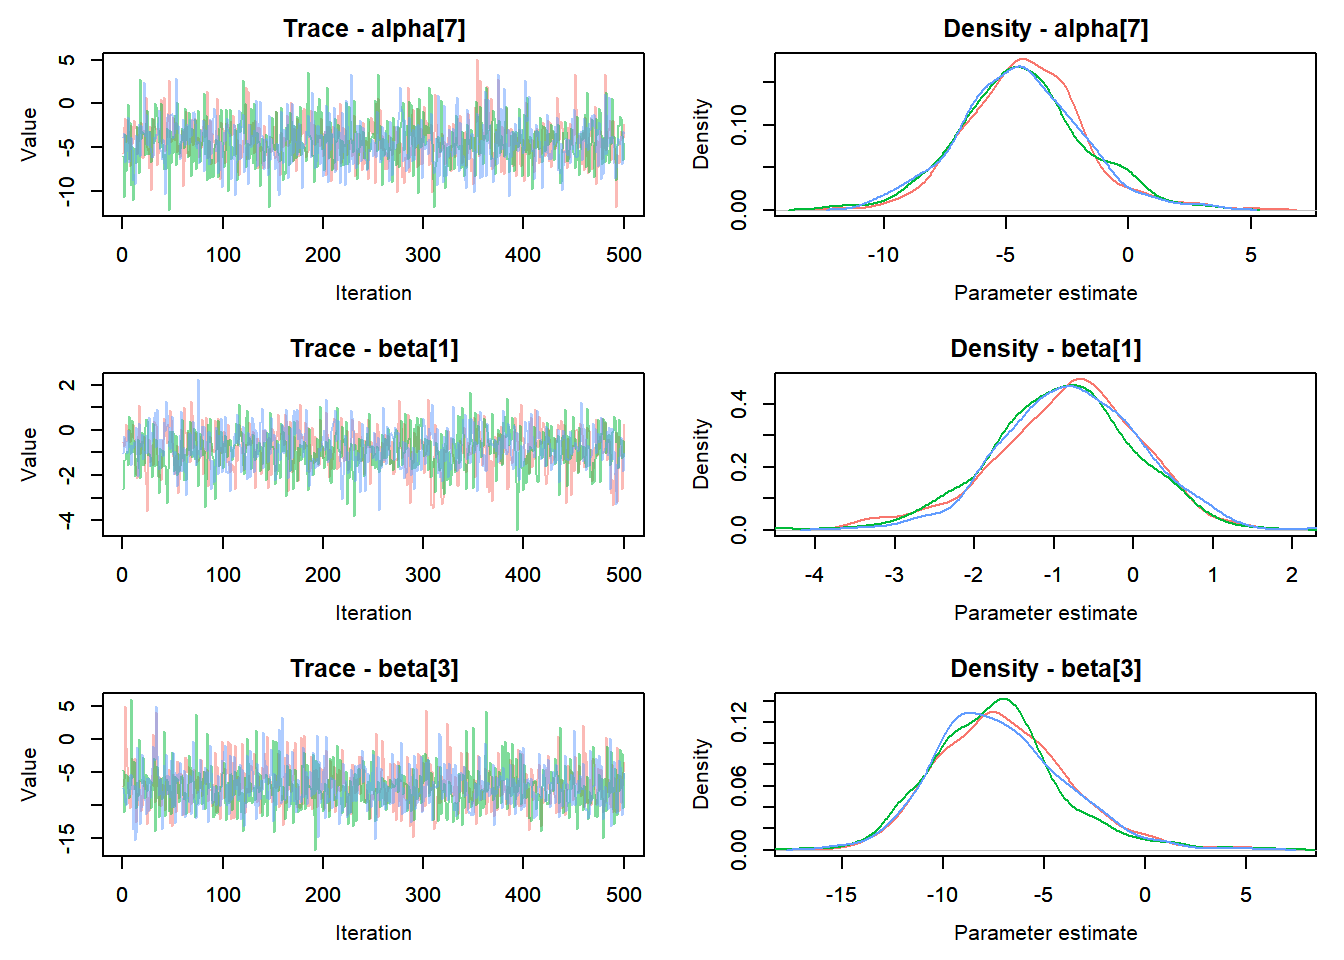 Trace - alpha[7]
Value
5
0
-5
-10
0 100 200 300 400 500
Iteration
Density - alpha[7]
Density
0.10
0.00
-10 -5 0 5
Parameter estimate
Trace - beta[1]
Value
2
0
-2
-4
0 100 200 300 400 500
Iteration
Density - beta[1]
Density
0.4
0.2
0.0
-4 -3 -2 -1 0 1 2
Parameter estimate
Trace - beta[3]
Value
5
0
-5
-15
0 100 200 300 400 500
Iteration
Density - beta[3]
Density
0.12
0.06
0.00
-15 -10 -5 0 5
Parameter estimate